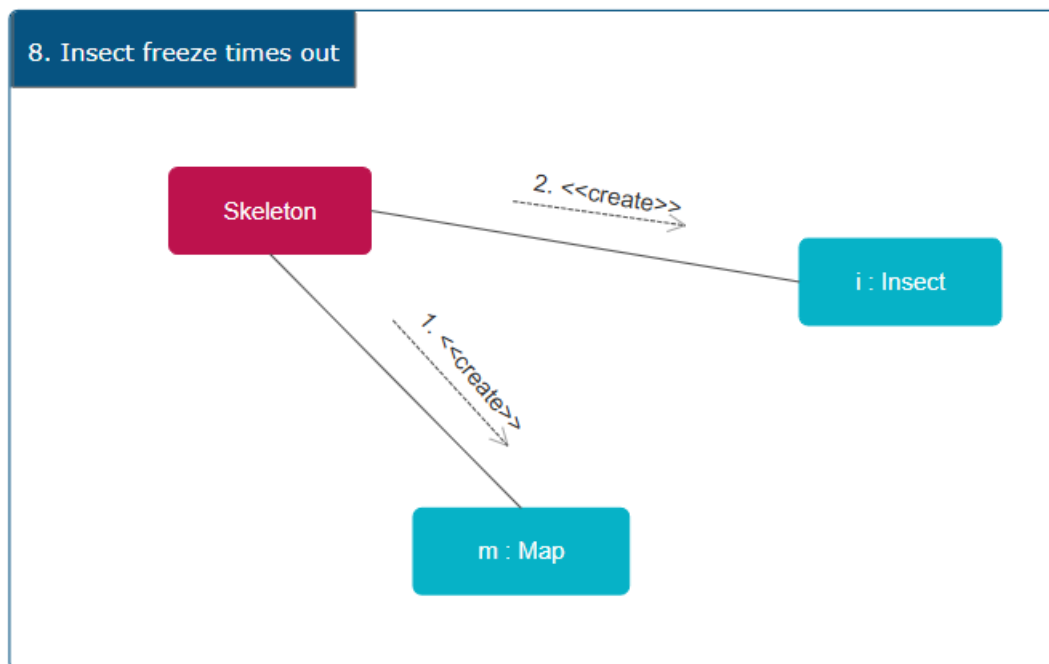 8. Insect freeze times out
Skeleton
2. <<create>>
i : Insect
1. <<create>>
m : Map